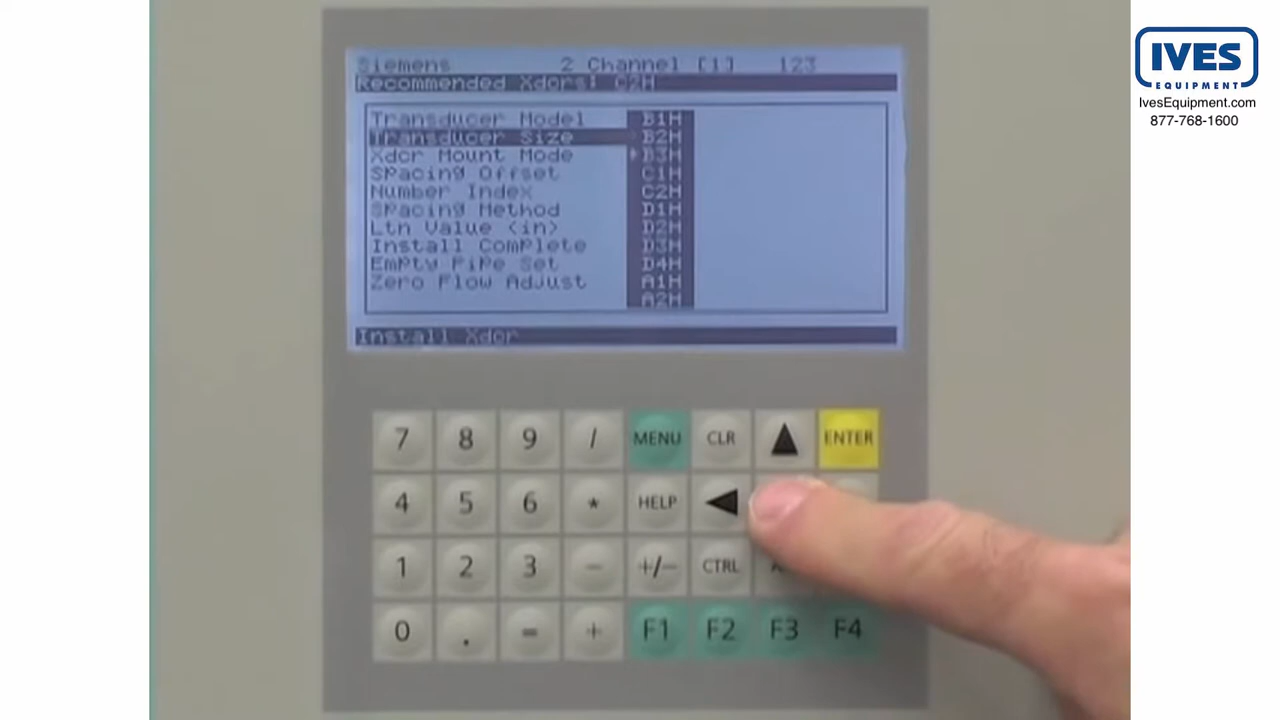 IVES
EQUIPMENT
IvesEquipment.com
877-768-1600
Siemens 2 Channel [1] 123
Recommended Xdcrs: C2H
Transducer Model B1H
Transducer Size B2H
Xdcr Mount Mode B3H
Spacing Offset C1H
Number Index C2H
Spacing Method D1H
Ltn Value (in) D2H
Install Complete D3H
Empty Pipe Set D4H
Zero Flow Adjust A1H
A2H
Install Xdcr
7 8 9 / MENU CLR ▲ ENTER
4 5 6 * HELP ◀
1 2 3 − +/− CTRL
0 . = + F1 F2 F3 F4